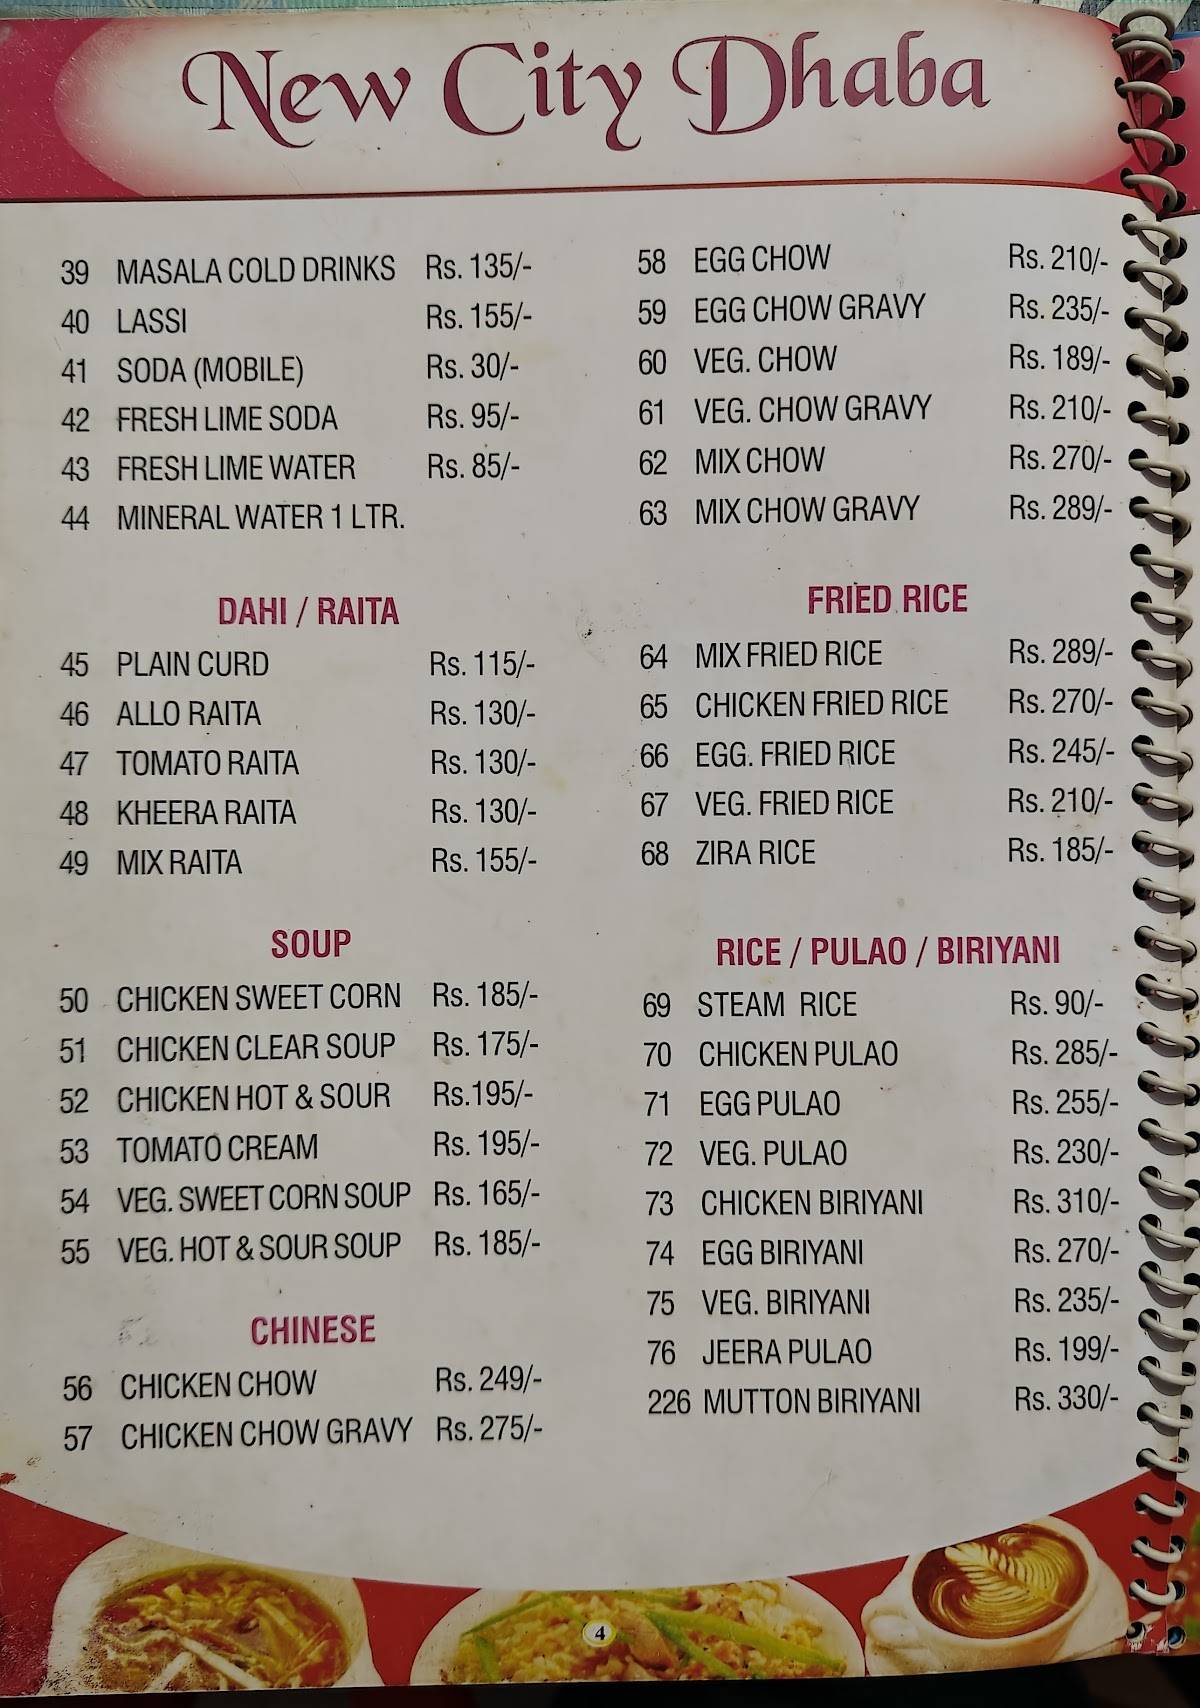 New City Dhaba
39 MASALA COLD DRINKS Rs. 135/-
40 LASSI Rs. 155/-
41 SODA (MOBILE) Rs. 30/-
42 FRESH LIME SODA Rs. 95/-
43 FRESH LIME WATER Rs. 85/-
44 MINERAL WATER 1 LTR.
DAHI / RAITA
45 PLAIN CURD Rs. 115/-
46 ALLO RAITA Rs. 130/-
47 TOMATO RAITA Rs. 130/-
48 KHEERA RAITA Rs. 130/-
49 MIX RAITA Rs. 155/-
SOUP
50 CHICKEN SWEET CORN Rs. 185/-
51 CHICKEN CLEAR SOUP Rs. 175/-
52 CHICKEN HOT & SOUR Rs.195/-
53 TOMATO CREAM Rs. 195/-
54 VEG. SWEET CORN SOUP Rs. 165/-
55 VEG. HOT & SOUR SOUP Rs. 185/-
CHINESE
56 CHICKEN CHOW Rs. 249/-
57 CHICKEN CHOW GRAVY Rs. 275/-
58 EGG CHOW Rs. 210/-
59 EGG CHOW GRAVY Rs. 235/-
60 VEG. CHOW Rs. 189/-
61 VEG. CHOW GRAVY Rs. 210/-
62 MIX CHOW Rs. 270/-
63 MIX CHOW GRAVY Rs. 289/-
FRIED RICE
64 MIX FRIED RICE Rs. 289/-
65 CHICKEN FRIED RICE Rs. 270/-
66 EGG. FRIED RICE Rs. 245/-
67 VEG. FRIED RICE Rs. 210/-
68 ZIRA RICE Rs. 185/-
RICE / PULAO / BIRIYANI
69 STEAM RICE Rs. 90/-
70 CHICKEN PULAO Rs. 285/-
71 EGG PULAO Rs. 255/-
72 VEG. PULAO Rs. 230/-
73 CHICKEN BIRIYANI Rs. 310/-
74 EGG BIRIYANI Rs. 270/-
75 VEG. BIRIYANI Rs. 235/-
76 JEERA PULAO Rs. 199/-
226 MUTTON BIRIYANI Rs. 330/-
4